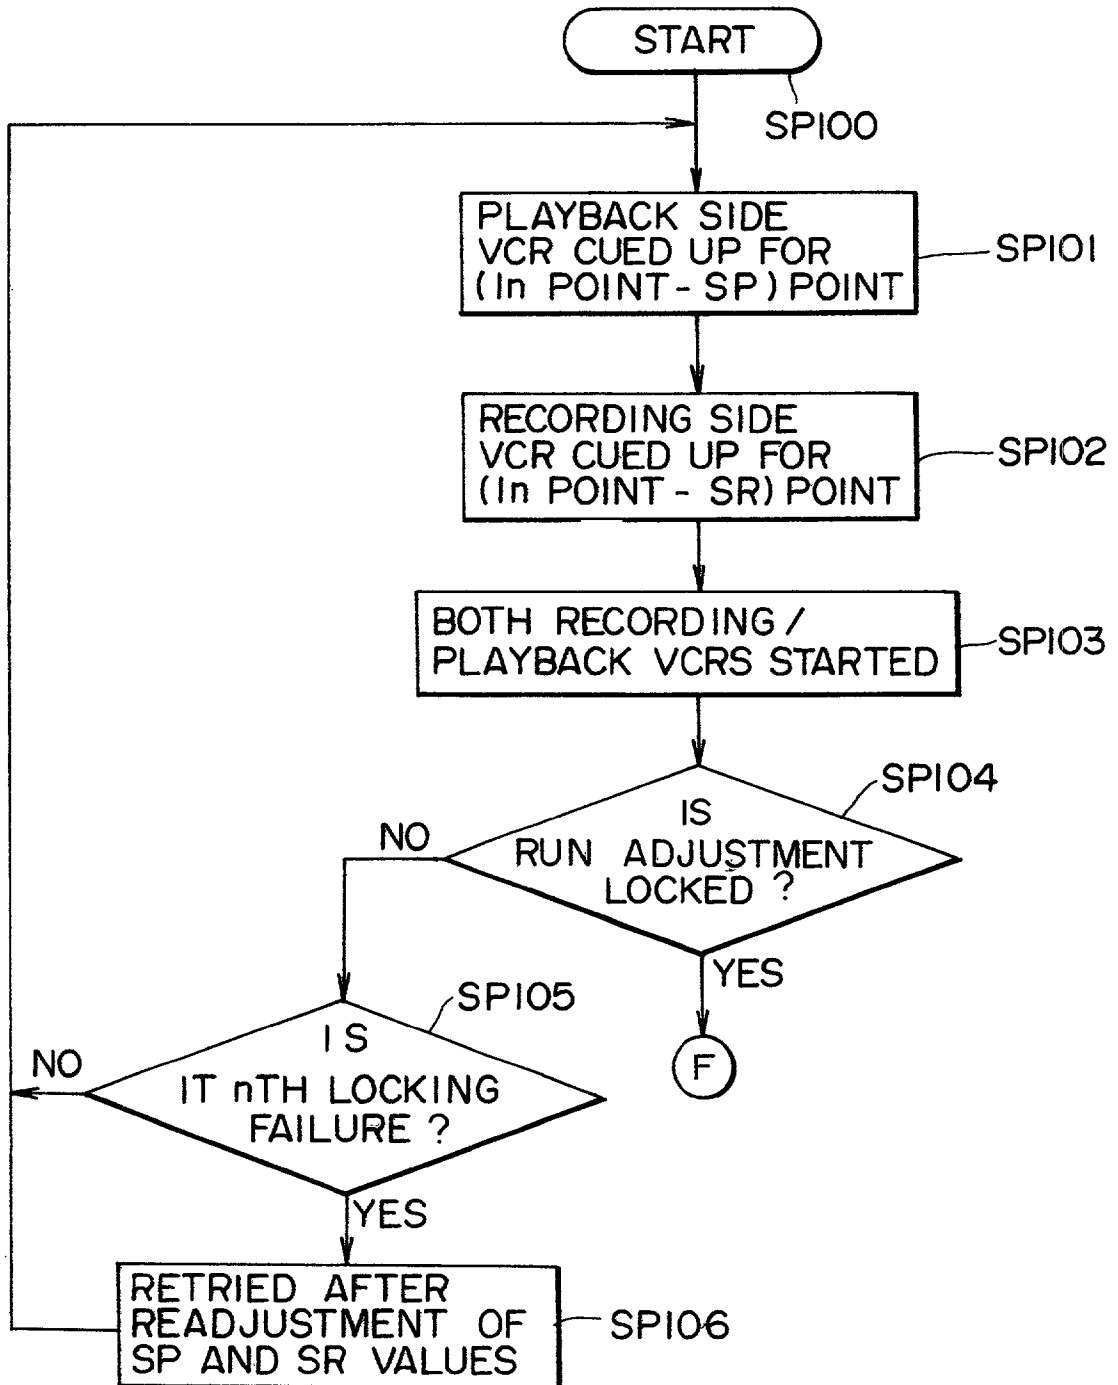 START
SP100
PLAYBACK SIDE
VCR CUED UP FOR
(In POINT - SP) POINT
SP101
RECORDING SIDE
VCR CUED UP FOR
(In POINT - SR) POINT
SP102
BOTH RECORDING /
PLAYBACK VCRS STARTED
SP103
IS
RUN ADJUSTMENT
LOCKED ?
SP104
NO
YES
F
IS
IT nTH LOCKING
FAILURE ?
SP105
NO
YES
RETRIED AFTER
READJUSTMENT OF
SP AND SR VALUES
SP106